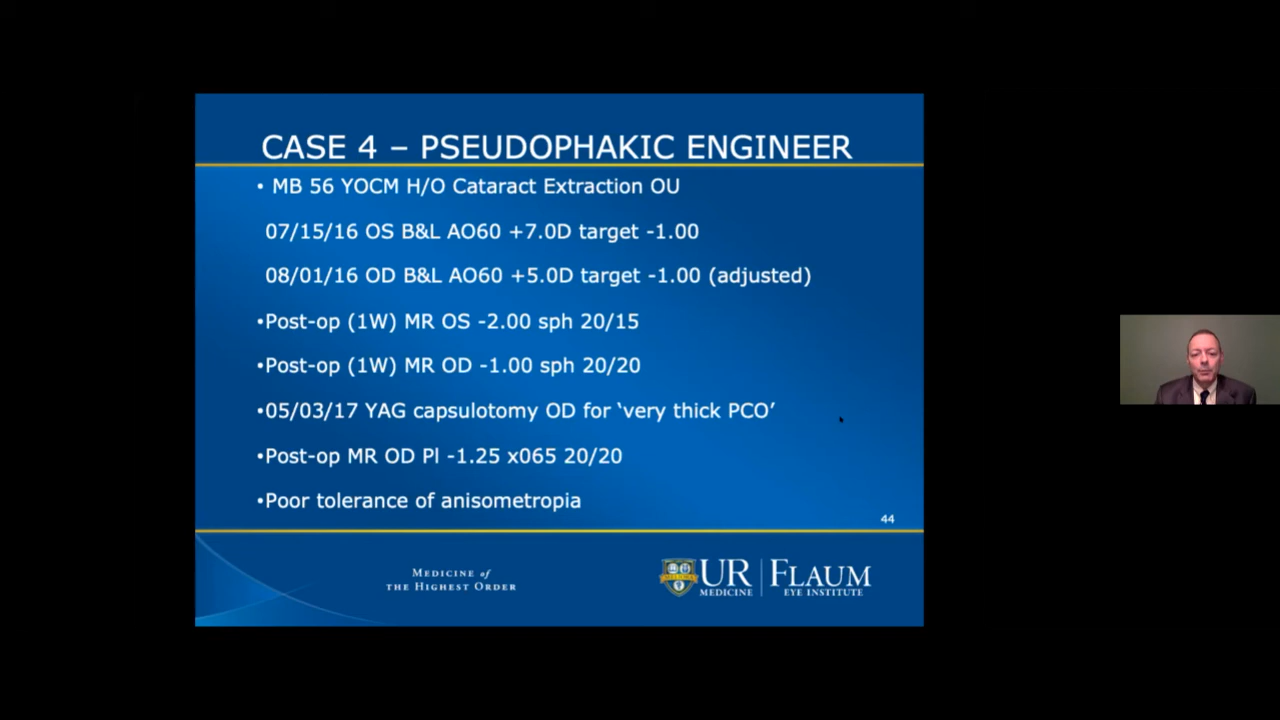 CASE 4 – PSEUDOPHAKIC ENGINEER
• MB 56 YOCM H/O Cataract Extraction OU
07/15/16 OS B&L AO60 +7.0D target -1.00
08/01/16 OD B&L AO60 +5.0D target -1.00 (adjusted)
•Post-op (1W) MR OS -2.00 sph 20/15
•Post-op (1W) MR OD -1.00 sph 20/20
•05/03/17 YAG capsulotomy OD for ‘very thick PCO’
•Post-op MR OD Pl -1.25 x065 20/20
•Poor tolerance of anisometropia
44
MEDICINE of
THE HIGHEST ORDER
UR MEDICINE
FLAUM EYE INSTITUTE